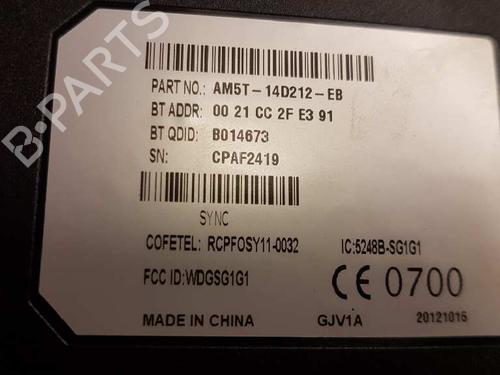 B-PARTS
PART NO.: AM5T-14D212-EB
BT ADDR: 00 21 CC 2F E3 91
BT QDID: B014673
SN: CPAF2419
SYNC
COFETEL: RCPFOSY11-0032 IC:5248B-SG1G1
FCC ID:WDGSG1G1 CE 0700
MADE IN CHINA GJV1A 20121016